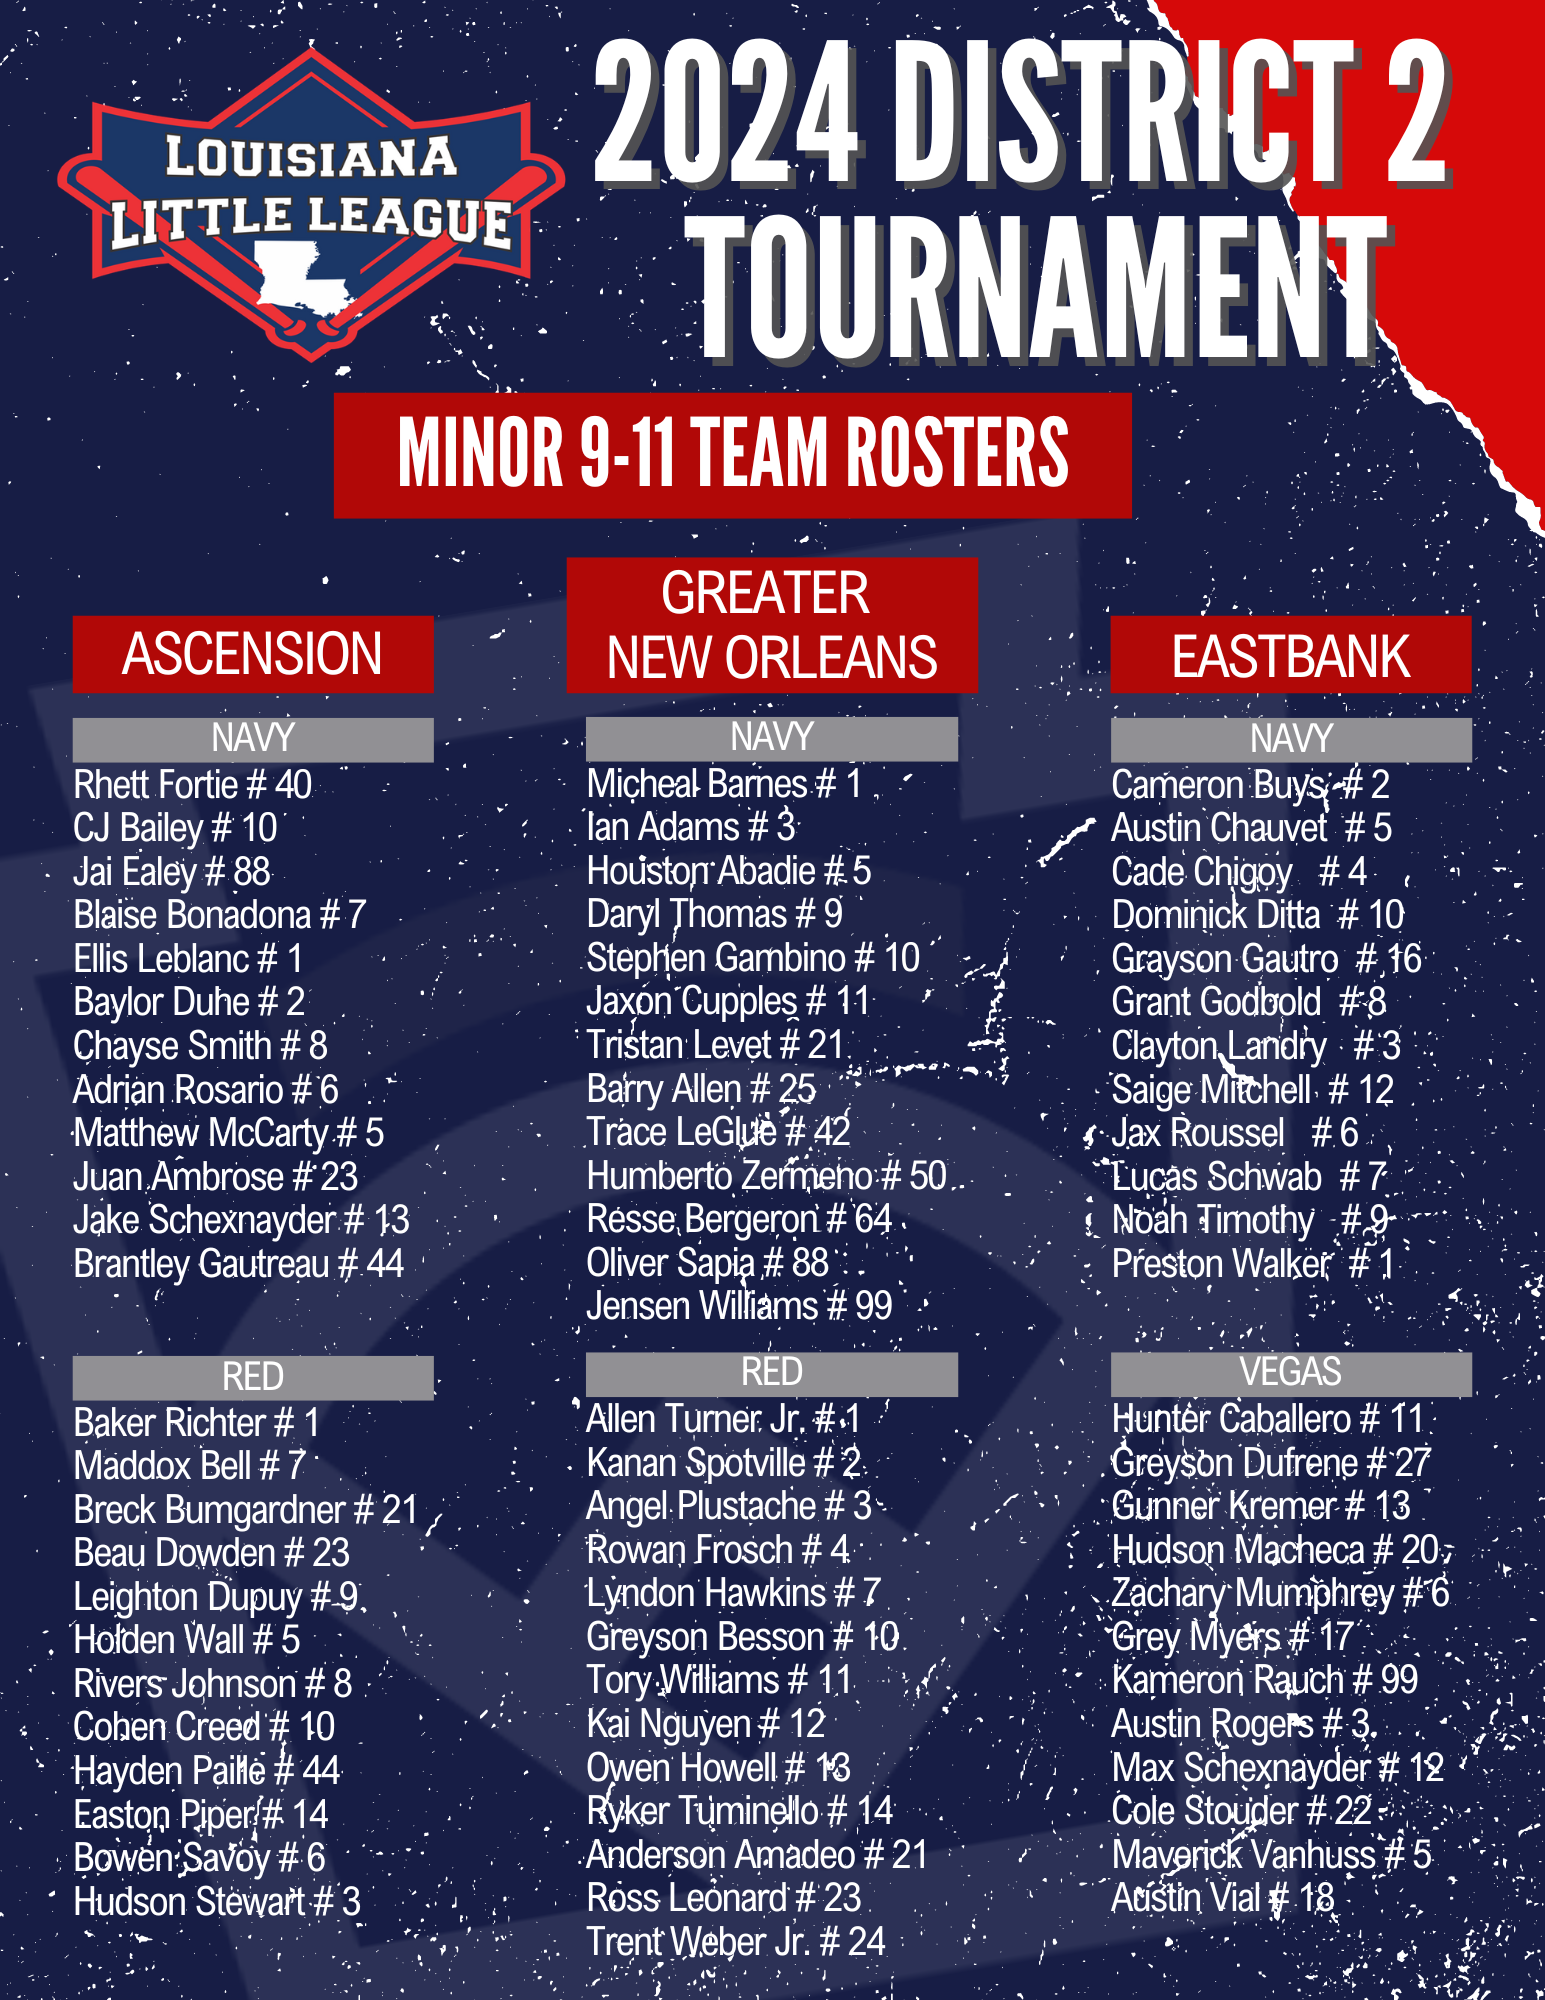 LOUISIANA
LITTLE LEAGUE
2024 DISTRICT 2
TOURNAMENT
MINOR 9-11 TEAM ROSTERS
ASCENSION
NAVY
Rhett Fortie # 40
CJ Bailey # 10
Jai Ealey # 88
Blaise Bonadona # 7
Ellis Leblanc # 1
Baylor Duhe # 2
Chayse Smith # 8
Adrian Rosario # 6
Matthew McCarty # 5
Juan Ambrose # 23
Jake Schexnayder # 13
Brantley Gautreau # 44
RED
Baker Richter # 1
Maddox Bell # 7
Breck Bumgardner # 21
Beau Dowden # 23
Leighton Dupuy # 9
Holden Wall # 5
Rivers Johnson # 8
Cohen Creed # 10
Hayden Paille # 44
Easton Piper # 14
Bowen Savoy # 6
Hudson Stewart # 3
GREATER
NEW ORLEANS
NAVY
Micheal Barnes # 1
Ian Adams # 3
Houston Abadie # 5
Daryl Thomas # 9
Stephen Gambino # 10
Jaxon Cupples # 11
Tristan Levet # 21
Barry Allen # 25
Trace LeGlue # 42
Humberto Zermeno # 50
Resse Bergeron # 64
Oliver Sapia # 88
Jensen Williams # 99
RED
Allen Turner Jr. # 1
Kanan Spotville # 2
Angel Plustache # 3
Rowan Frosch # 4
Lyndon Hawkins # 7
Greyson Besson # 10
Tory Williams # 11
Kai Nguyen # 12
Owen Howell # 13
Ryker Tuminello # 14
Anderson Amadeo # 21
Ross Leonard # 23
Trent Weber Jr. # 24
EASTBANK
NAVY
Cameron Buys # 2
Austin Chauvet # 5
Cade Chigoy # 4
Dominick Ditta # 10
Grayson Gautro # 16
Grant Godbold # 8
Clayton Landry # 3
Saige Mitchell # 12
Jax Roussel # 6
Lucas Schwab # 7
Noah Timothy # 9
Preston Walker # 1
VEGAS
Hunter Caballero # 11
Greyson Dufrene # 27
Gunner Kremer # 13
Hudson Macheca # 20
Zachary Mumphrey # 6
Grey Myers # 17
Kameron Rauch # 99
Austin Rogers # 3
Max Schexnayder # 12
Cole Stouder # 22
Maverick Vanhuss # 5
Austin Vial # 18